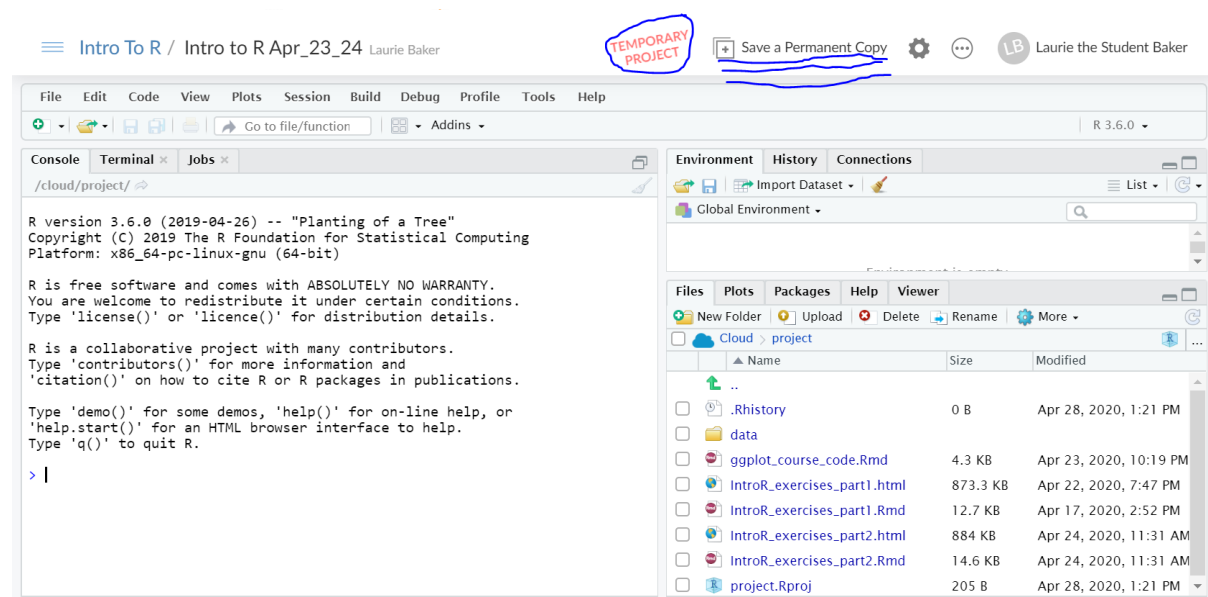 Intro To R / Intro to R Apr_23_24 Laurie Baker
TEMPORARY
PROJECT
Save a Permanent Copy
LB
Laurie the Student Baker
File Edit Code View Plots Session Build Debug Profile Tools Help
Go to file/function
Addins
R 3.6.0
Console Terminal Jobs
/cloud/project/
R version 3.6.0 (2019-04-26) -- "Planting of a Tree"
Copyright (C) 2019 The R Foundation for Statistical Computing
Platform: x86_64-pc-linux-gnu (64-bit)
R is free software and comes with ABSOLUTELY NO WARRANTY.
You are welcome to redistribute it under certain conditions.
Type 'license()' or 'licence()' for distribution details.
R is a collaborative project with many contributors.
Type 'contributors()' for more information and
'citation()' on how to cite R or R packages in publications.
Type 'demo()' for some demos, 'help()' for on-line help, or
'help.start()' for an HTML browser interface to help.
Type 'q()' to quit R.
>
Environment History Connections
Import Dataset
List
Global Environment
Environment is empty
Files Plots Packages Help Viewer
New Folder Upload Delete Rename More
Cloud > project
R ...
Name Size Modified
..
.Rhistory 0 B Apr 28, 2020, 1:21 PM
data
ggplot_course_code.Rmd 4.3 KB Apr 23, 2020, 10:19 PM
IntroR_exercises_part1.html 873.3 KB Apr 22, 2020, 7:47 PM
IntroR_exercises_part1.Rmd 12.7 KB Apr 17, 2020, 2:52 PM
IntroR_exercises_part2.html 884 KB Apr 24, 2020, 11:31 AM
IntroR_exercises_part2.Rmd 14.6 KB Apr 24, 2020, 11:31 AM
project.Rproj 205 B Apr 28, 2020, 1:21 PM